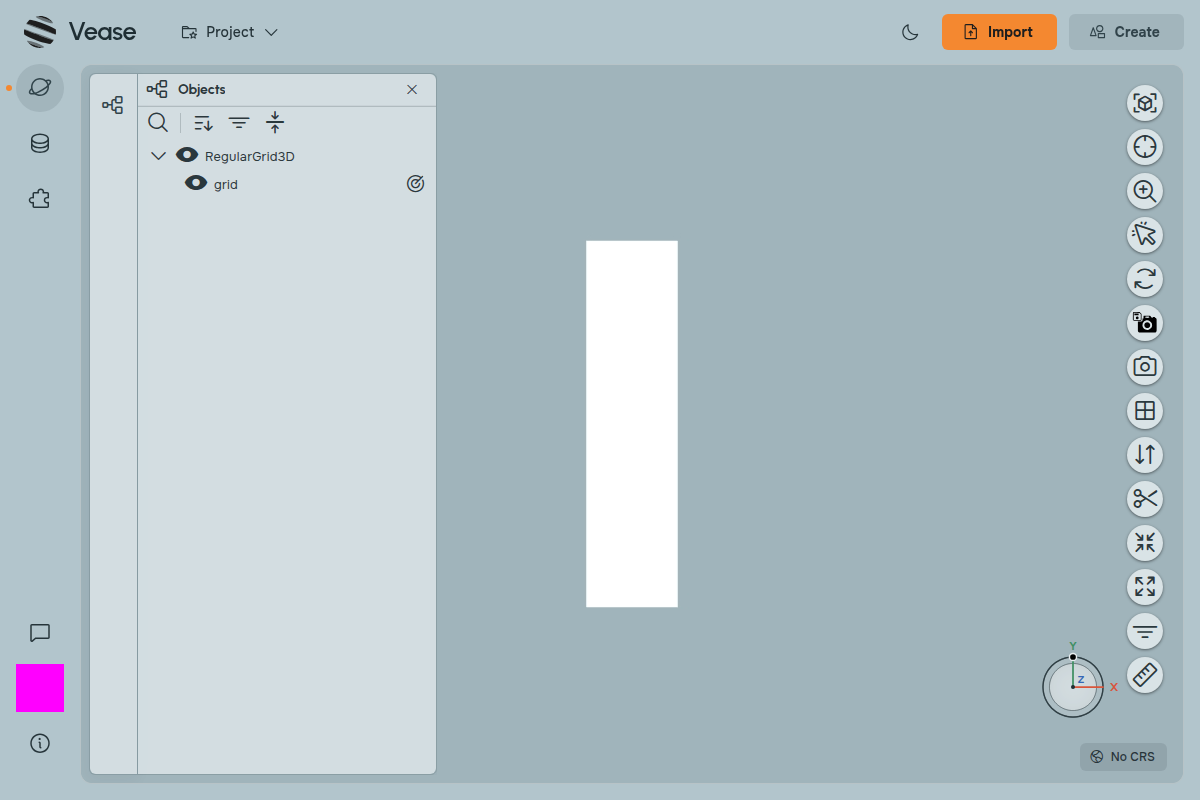 Vease
Project
Import
Create
Objects
RegularGrid3D
grid
Y
Z
X
No CRS